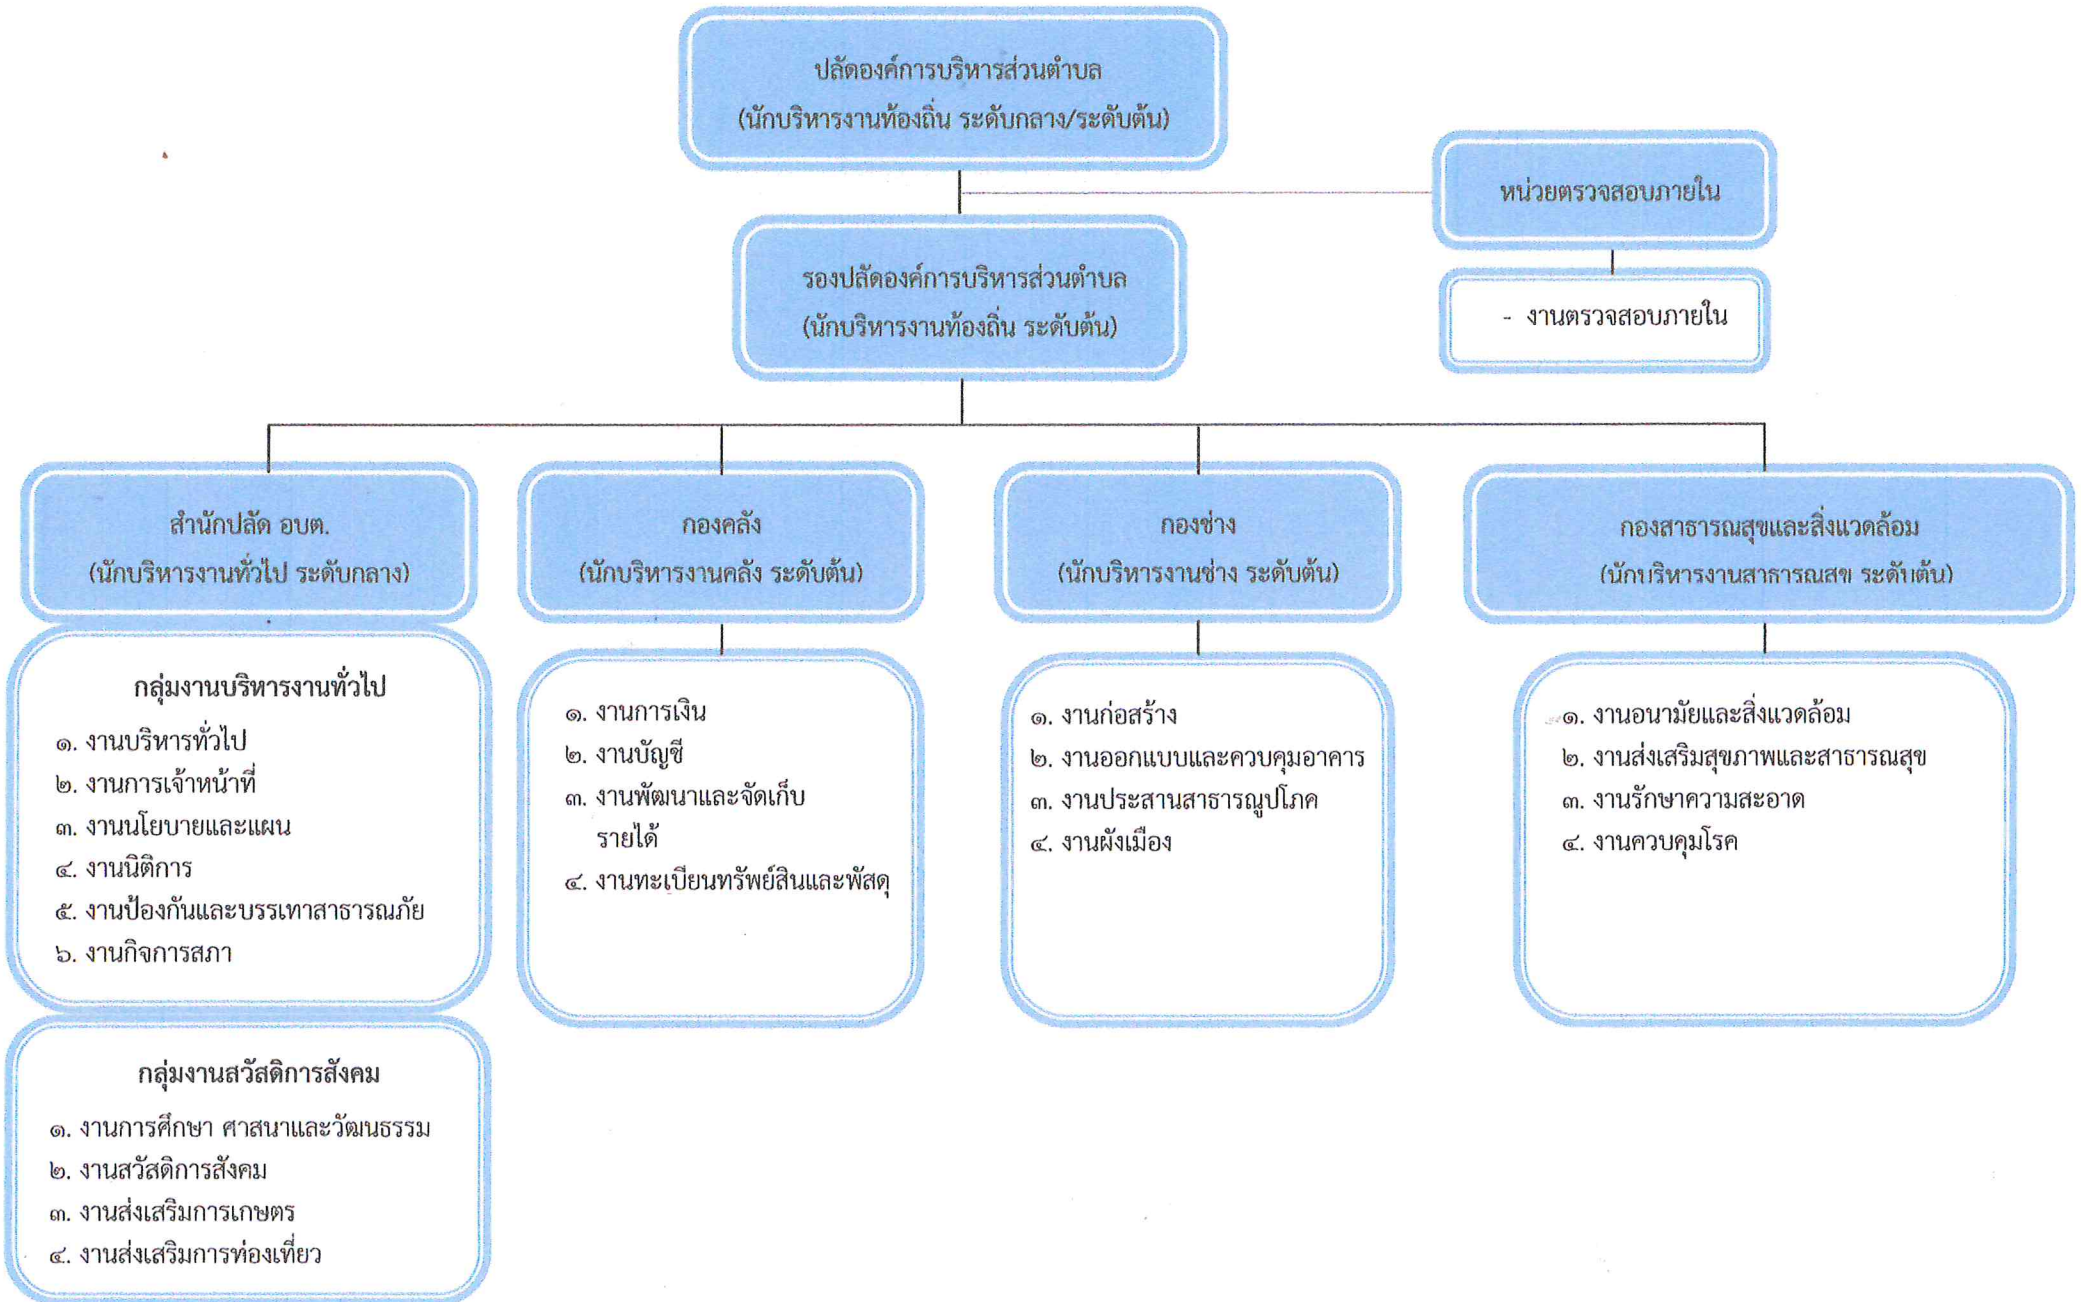 ปลัดองค์การบริหารส่วนตำบล
(นักบริหารงานท้องถิ่น ระดับกลาง/ระดับต้น)
หน่วยตรวจสอบภายใน
- งานตรวจสอบภายใน
รองปลัดองค์การบริหารส่วนตำบล
(นักบริหารงานท้องถิ่น ระดับต้น)
สำนักปลัด อบต.
(นักบริหารงานทั่วไป ระดับกลาง)
กลุ่มงานบริหารงานทั่วไป
๑. งานบริหารทั่วไป
๒. งานการเจ้าหน้าที่
๓. งานนโยบายและแผน
๔. งานนิติการ
๕. งานป้องกันและบรรเทาสาธารณภัย
๖. งานกิจการสภา
กลุ่มงานสวัสดิการสังคม
๑. งานการศึกษา ศาสนาและวัฒนธรรม
๒. งานสวัสดิการสังคม
๓. งานส่งเสริมการเกษตร
๔. งานส่งเสริมการท่องเที่ยว
กองคลัง
(นักบริหารงานคลัง ระดับต้น)
๑. งานการเงิน
๒. งานบัญชี
๓. งานพัฒนาและจัดเก็บ
รายได้
๔. งานทะเบียนทรัพย์สินและพัสดุ
กองช่าง
(นักบริหารงานช่าง ระดับต้น)
๑. งานก่อสร้าง
๒. งานออกแบบและควบคุมอาคาร
๓. งานประสานสาธารณูปโภค
๔. งานผังเมือง
กองสาธารณสุขและสิ่งแวดล้อม
(นักบริหารงานสาธารณสข ระดับต้น)
๑. งานอนามัยและสิ่งแวดล้อม
๒. งานส่งเสริมสุขภาพและสาธารณสุข
๓. งานรักษาความสะอาด
๔. งานควบคุมโรค